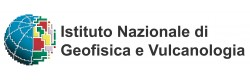 Istituto Nazionale di
Geofisica e Vulcanologia